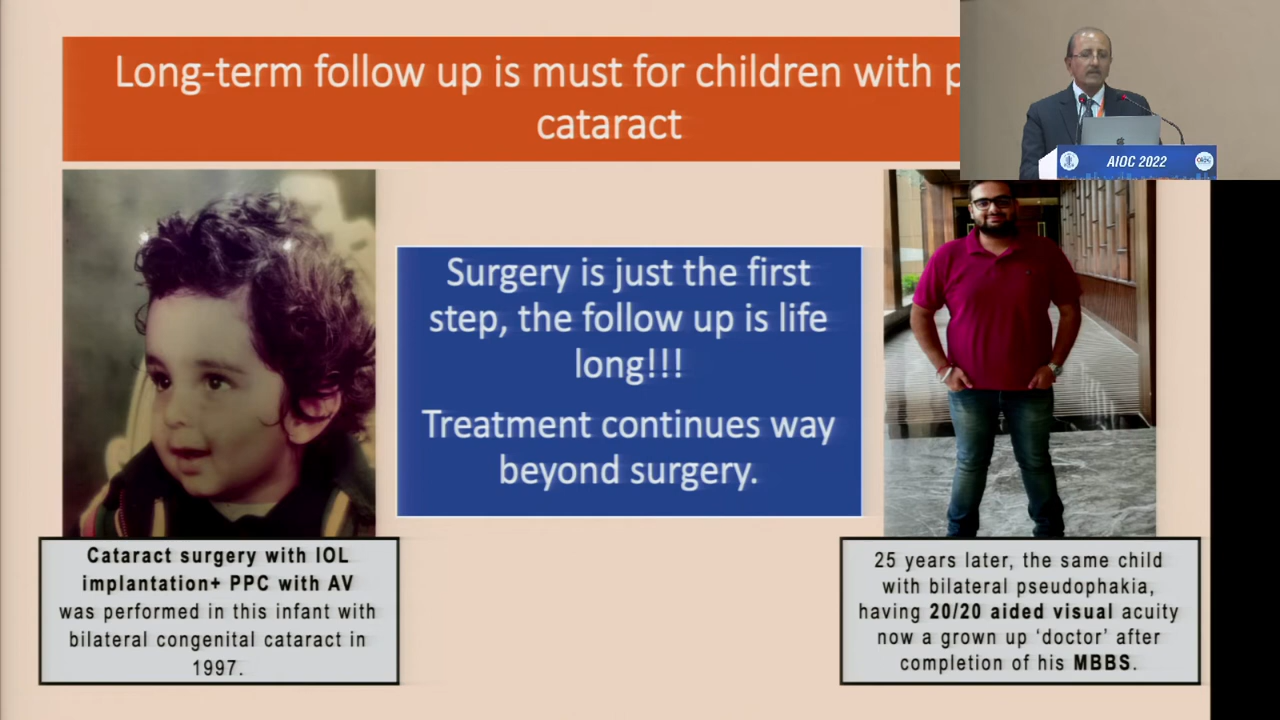 Long-term follow up is must for children with
cataract
AIOC 2022
Surgery is just the first
step, the follow up is life
long!!!
Treatment continues way
beyond surgery.
Cataract surgery with IOL
implantation+ PPC with AV
was performed in this infant with
bilateral congenital cataract in
1997.
25 years later, the same child
with bilateral pseudophakia,
having 20/20 aided visual acuity
now a grown up ‘doctor’ after
completion of his MBBS.